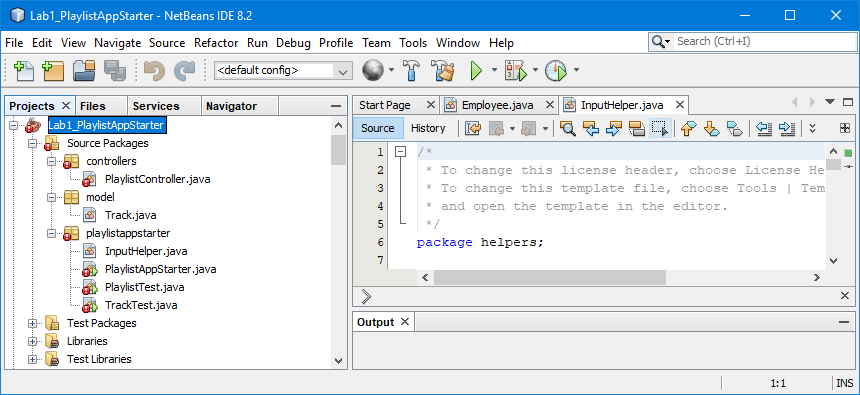 Lab1_PlaylistAppStarter - NetBeans IDE 8.2
File Edit View Navigate Source Refactor Run Debug Profile Team Tools Window Help
Search (Ctrl+I)
<default config>
Projects Files Services Navigator
Start Page Employee.java InputHelper.java
Lab1_PlaylistAppStarter
Source Packages
controllers
PlaylistController.java
model
Track.java
playlistappstarter
InputHelper.java
PlaylistAppStarter.java
PlaylistTest.java
TrackTest.java
Test Packages
Libraries
Test Libraries
Source History
1 /*
2 * To change this license header, choose License He
3 * To change this template file, choose Tools | Tem
4 * and open the template in the editor.
5 */
6 package helpers;
7
Output
1:1 INS